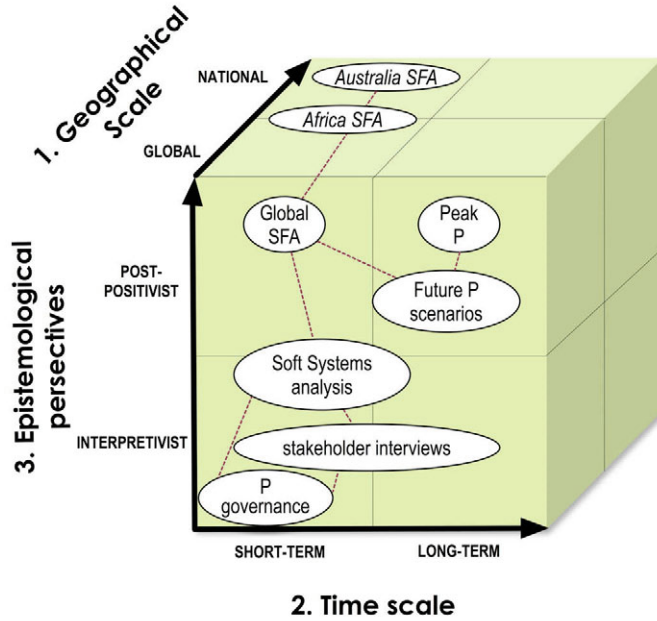 1. Geographical
Scale
NATIONAL
GLOBAL
Australia SFA
Africa SFA
3. Epistemological
persectives
POST-
POSITIVIST
INTERPRETIVIST
Global
SFA
Peak
P
Future P
scenarios
Soft Systems
analysis
stakeholder interviews
P
governance
SHORT-TERM
LONG-TERM
2. Time scale